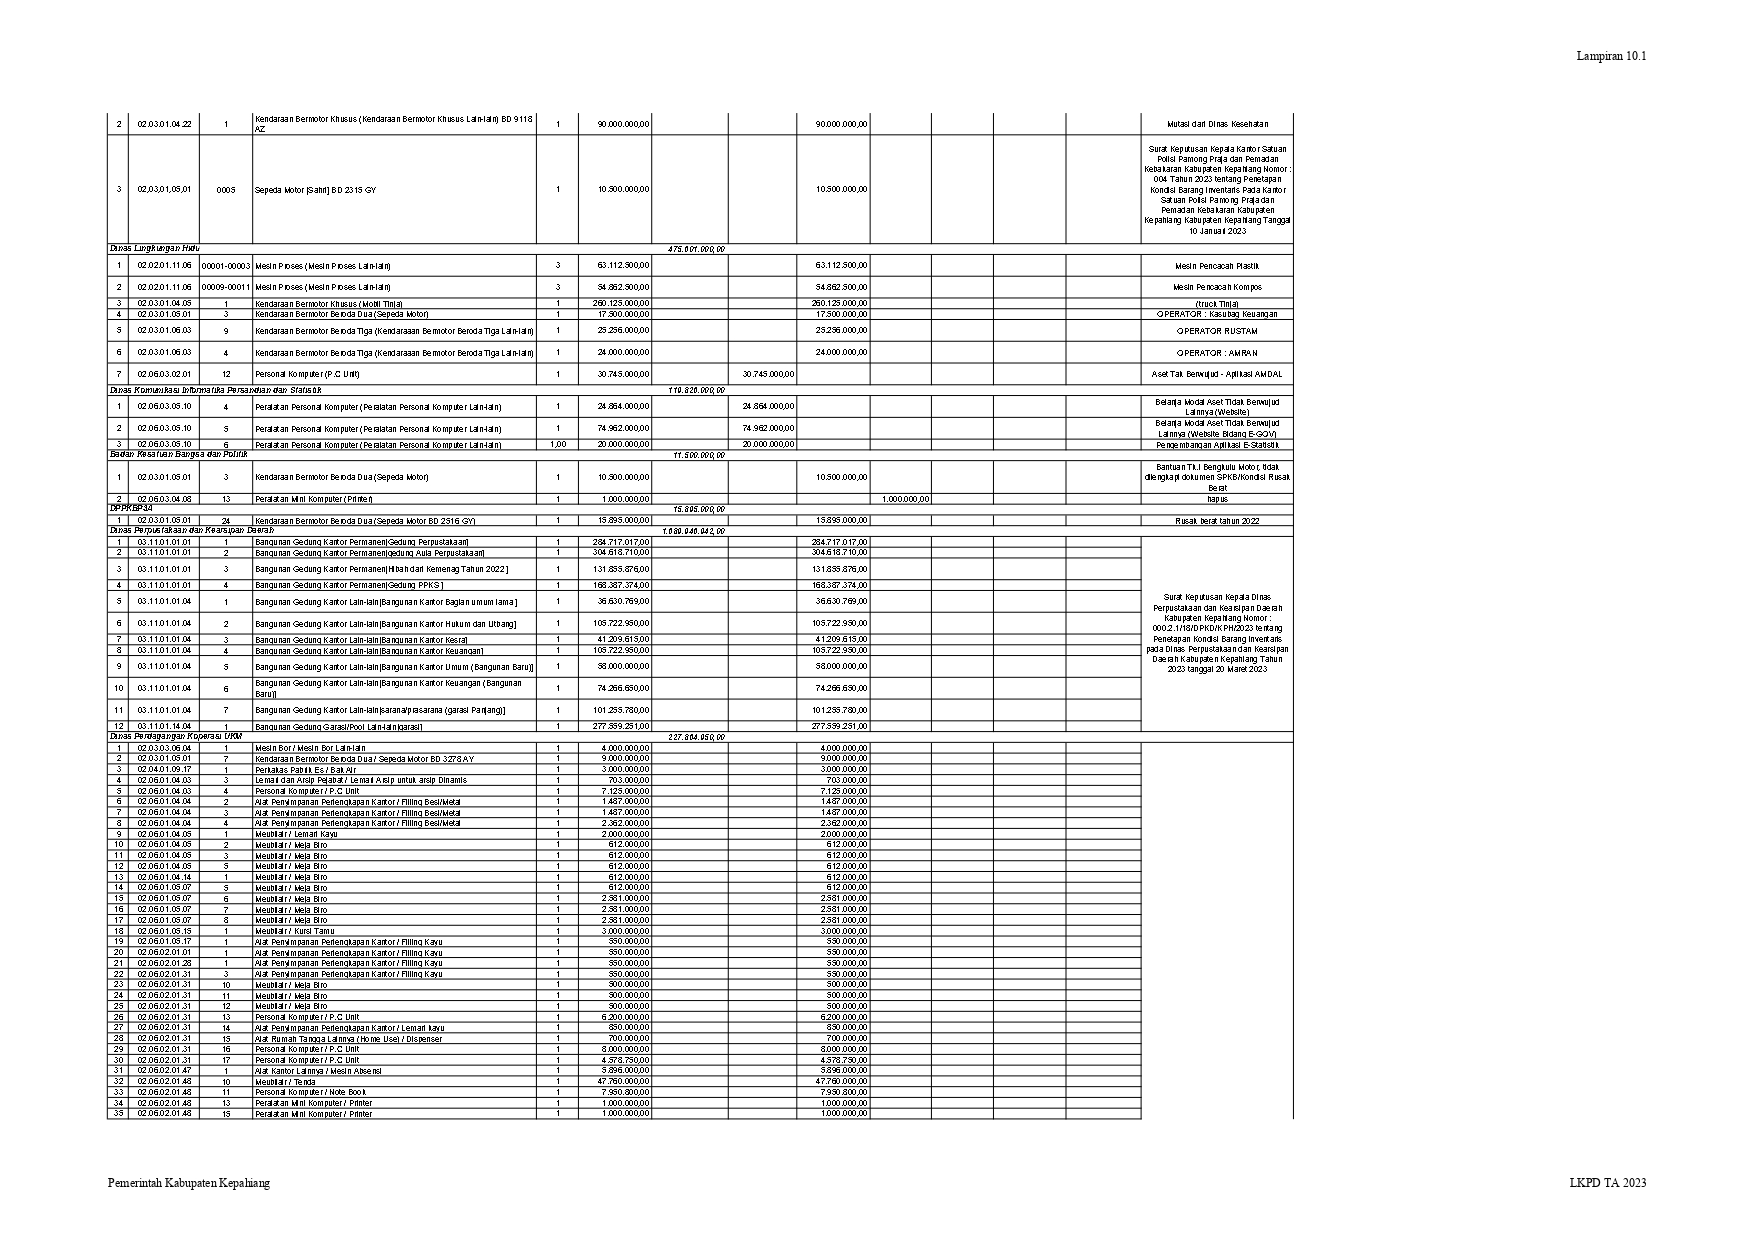 Lampiran 10.1
2 02.03.01.04.22 1 Kendaraan Bermotor Khusus (Kendaraan Bermotor Khusus Lain-lain) BD 9118 AZ 1 90.000.000,00 90.000.000,00 Mutasi dari Dinas Kesehatan
3 02.03.01.05.01 0005 Sepeda Motor [Sahri] BD 2315 GY 1 10.500.000,00 10.500.000,00 Surat Keputusan Kepala Kantor Satuan Polisi Pamong Praja dan Pemadan Kebakaran Kabupaten Kepahiang Nomor : 004 Tahun 2023 tentang Penetapan Kondisi Barang Inventaris Pada Kantor Satuan Polisi Pamong Praja dan Pemadan Kebakaran Kabupaten Kepahiang Kabupaten Kepahiang Tanggal 10 Januari 2023
Dinas Lingkungan Hidu 475.601.000,00
1 02.02.01.11.06 00001-00003 Mesin Proses (Mesin Proses Lain-lain) 3 63.112.500,00 63.112.500,00 Mesin Pencacah Plastik
2 02.02.01.11.06 00009-00011 Mesin Proses (Mesin Proses Lain-lain) 3 54.862.500,00 54.862.500,00 Mesin Pencacah Kompos
3 02.03.01.04.05 1 Kendaraan Bermotor Khusus (Mobil Tinja) 1 260.125.000,00 260.125.000,00 (truck Tinja)
4 02.03.01.05.01 3 Kendaraan Bermotor Beroda Dua (Sepeda Motor) 1 17.500.000,00 17.500.000,00 OPERATOR : Kasubag Keuangan
5 02.03.01.06.03 9 Kendaraan Bermotor Beroda Tiga (Kendaraaan Bermotor Beroda Tiga Lain-lain) 1 25.256.000,00 25.256.000,00 OPERATOR RUSTAM
6 02.03.01.06.03 4 Kendaraan Bermotor Beroda Tiga (Kendaraaan Bermotor Beroda Tiga Lain-lain) 1 24.000.000,00 24.000.000,00 OPERATOR : AMRAN
7 02.06.03.02.01 12 Personal Komputer (P.C Unit) 1 30.745.000,00 30.745.000,00 Aset Tak Berwujud - Aplikasi AMDAL
Dinas Komunikasi Informatika Persandian dan Statistik 119.826.000,00
1 02.06.03.05.10 4 Peralatan Personal Komputer (Peralatan Personal Komputer Lain-lain) 1 24.864.000,00 24.864.000,00 Belanja Modal Aset Tidak Berwujud Lainnya (Website)
2 02.06.03.05.10 5 Peralatan Personal Komputer (Peralatan Personal Komputer Lain-lain) 1 74.962.000,00 74.962.000,00 Belanja Modal Aset Tidak Berwujud Lainnya (Website Bidang E-GOV)
3 02.06.03.05.10 6 Peralatan Personal Komputer (Peralatan Personal Komputer Lain-lain) 1,00 20.000.000,00 20.000.000,00 Pengembangan Aplikasi E-Statistik
Badan Kesatuan Bangsa dan Politik 11.500.000,00
1 02.03.01.05.01 3 Kendaraan Bermotor Beroda Dua (Sepeda Motor) 1 10.500.000,00 10.500.000,00 Bantuan Tk.I Bengkulu Motor, tidak dilengkapi dokumen SPKB/Kondisi Rusak Berat
2 02.06.03.04.08 13 Peralatan Mini Komputer (Printer) 1 1.000.000,00 1.000.000,00 hapus
DPPKBP3A 15.895.000,00
1 02.03.01.05.01 24 Kendaraan Bermotor Beroda Dua (Sepeda Motor BD 2516 GY) 1 15.895.000,00 15.895.000,00 Rusak berat tahun 2022
Dinas Perpustakaan dan Kearsipan Daerah 1.689.946.942,00
1 03.11.01.01.01 1 Bangunan Gedung Kantor Permanen[Gedung Perpustakaan] 1 284.717.017,00 284.717.017,00
2 03.11.01.01.01 2 Bangunan Gedung Kantor Permanen[gedung Aula Perpustakaan] 1 304.618.710,00 304.618.710,00
3 03.11.01.01.01 3 Bangunan Gedung Kantor Permanen[Hibah dari Kemenag Tahun 2022 ] 1 131.855.876,00 131.855.876,00
4 03.11.01.01.01 4 Bangunan Gedung Kantor Permanen[Gedung PPKS ] 1 168.387.374,00 168.387.374,00
5 03.11.01.01.04 1 Bangunan Gedung Kantor Lain-lain[Bangunan Kantor Bagian umum lama ] 1 36.630.769,00 36.630.769,00
6 03.11.01.01.04 2 Bangunan Gedung Kantor Lain-lain[Bangunan Kantor Hukum dan Litbang] 1 105.722.950,00 105.722.950,00
7 03.11.01.01.04 3 Bangunan Gedung Kantor Lain-lain[Bangunan Kantor Kesra] 1 41.209.615,00 41.209.615,00
8 03.11.01.01.04 4 Bangunan Gedung Kantor Lain-lain[Bangunan Kantor Keuangan] 1 105.722.950,00 105.722.950,00
9 03.11.01.01.04 5 Bangunan Gedung Kantor Lain-lain[Bangunan Kantor Umum (Bangunan Baru)] 1 58.000.000,00 58.000.000,00
10 03.11.01.01.04 6 Bangunan Gedung Kantor Lain-lain[Bangunan Kantor Keuangan (Bangunan Baru)] 1 74.266.650,00 74.266.650,00
11 03.11.01.01.04 7 Bangunan Gedung Kantor Lain-lain[sarana/prasarana (garasi Panjang)] 1 101.255.780,00 101.255.780,00
12 03.11.01.14.04 1 Bangunan Gedung Garasi/Pool Lain-lain[garasi] 1 277.559.251,00 277.559.251,00
Surat Keputusan Kepala Dinas Perpustakaan dan Kearsipan Daerah Kabupaten Kepahiang Nomor : 000.2.1/18/DPKD/KPH/2023 tentang Penetapan Kondisi Barang Inventaris pada Dinas Perpustakaan dan Kearsipan Daerah Kabupaten Kepahiang Tahun 2023 tanggal 20 Maret 2023
Dinas Perdagangan Koperasi UKM 227.864.950,00
1 02.03.03.06.04 1 Mesin Bor / Mesin Bor Lain-lain 1 4.000.000,00 4.000.000,00
2 02.03.01.05.01 7 Kendaraan Bermotor Beroda Dua / Sepeda Motor BD 3278 AY 1 9.000.000,00 9.000.000,00
3 02.04.01.09.17 1 Perkakas Pabrik Es / Bak Air 1 3.000.000,00 3.000.000,00
4 02.06.01.04.03 3 Lemari dan Arsip Pejabat / Lemari Arsip untuk arsip Dinamis 1 703.000,00 703.000,00
5 02.06.01.04.03 4 Personal Komputer / P.C Unit 1 7.125.000,00 7.125.000,00
6 02.06.01.04.04 2 Alat Penyimpanan Perlengkapan Kantor / Filling Besi/Metal 1 1.487.000,00 1.487.000,00
7 02.06.01.04.04 3 Alat Penyimpanan Perlengkapan Kantor / Filling Besi/Metal 1 1.487.000,00 1.487.000,00
8 02.06.01.04.04 4 Alat Penyimpanan Perlengkapan Kantor / Filling Besi/Metal 1 2.362.000,00 2.362.000,00
9 02.06.01.04.05 1 Meubilair / Lemari Kayu 1 2.000.000,00 2.000.000,00
10 02.06.01.04.05 2 Meubilair / Meja Biro 1 612.000,00 612.000,00
11 02.06.01.04.05 3 Meubilair / Meja Biro 1 612.000,00 612.000,00
12 02.06.01.04.05 5 Meubilair / Meja Biro 1 612.000,00 612.000,00
13 02.06.01.04.14 1 Meubilair / Meja Biro 1 612.000,00 612.000,00
14 02.06.01.05.07 5 Meubilair / Meja Biro 1 612.000,00 612.000,00
15 02.06.01.05.07 6 Meubilair / Meja Biro 1 2.581.000,00 2.581.000,00
16 02.06.01.05.07 7 Meubilair / Meja Biro 1 2.581.000,00 2.581.000,00
17 02.06.01.05.07 8 Meubilair / Meja Biro 1 2.581.000,00 2.581.000,00
18 02.06.01.05.15 1 Meubilair / Kursi Tamu 1 3.000.000,00 3.000.000,00
19 02.06.01.05.17 1 Alat Penyimpanan Perlengkapan Kantor / Filling Kayu 1 550.000,00 550.000,00
20 02.06.02.01.01 1 Alat Penyimpanan Perlengkapan Kantor / Filling Kayu 1 550.000,00 550.000,00
21 02.06.02.01.28 1 Alat Penyimpanan Perlengkapan Kantor / Filling Kayu 1 550.000,00 550.000,00
22 02.06.02.01.31 3 Alat Penyimpanan Perlengkapan Kantor / Filling Kayu 1 550.000,00 550.000,00
23 02.06.02.01.31 10 Meubilair / Meja Biro 1 500.000,00 500.000,00
24 02.06.02.01.31 11 Meubilair / Meja Biro 1 500.000,00 500.000,00
25 02.06.02.01.31 12 Meubilair / Meja Biro 1 500.000,00 500.000,00
26 02.06.02.01.31 13 Personal Komputer / P.C Unit 1 6.200.000,00 6.200.000,00
27 02.06.02.01.31 14 Alat Penyimpanan Perlengkapan Kantor / Lemari kayu 1 850.000,00 850.000,00
28 02.06.02.01.31 15 Alat Rumah Tangga Lainnya (Home Use) / Dispenser 1 700.000,00 700.000,00
29 02.06.02.01.31 16 Personal Komputer / P.C Unit 1 8.000.000,00 8.000.000,00
30 02.06.02.01.31 17 Personal Komputer / P.C Unit 1 4.578.750,00 4.578.750,00
31 02.06.02.01.47 1 Alat Kantor Lainnya / Mesin Absensi 1 5.896.000,00 5.896.000,00
32 02.06.02.01.48 10 Meubilair / Tenda 1 47.760.000,00 47.760.000,00
33 02.06.02.01.48 11 Personal Komputer / Note Book 1 7.950.800,00 7.950.800,00
34 02.06.02.01.48 13 Peralatan Mini Komputer / Printer 1 1.000.000,00 1.000.000,00
35 02.06.02.01.48 15 Peralatan Mini Komputer / Printer 1 1.000.000,00 1.000.000,00
Pemerintah Kabupaten Kepahiang LKPD TA 2023